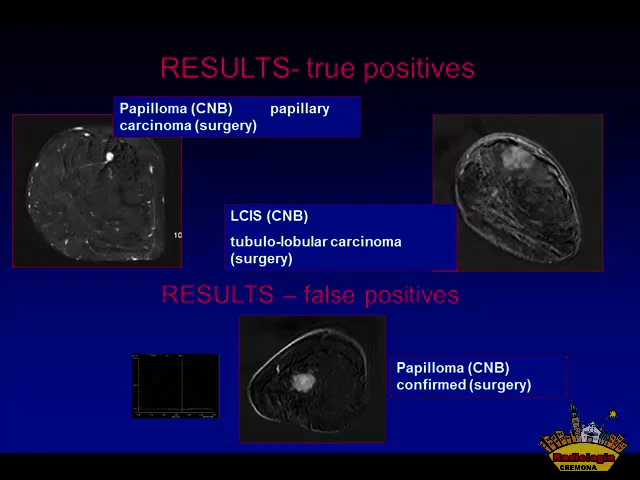 RESULTS- true positives
Papilloma (CNB) papillary
carcinoma (surgery)
10
LCIS (CNB)
tubulo-lobular carcinoma
(surgery)
RESULTS – false positives
Papilloma (CNB)
confirmed (surgery)
Radiologia
CREMONA